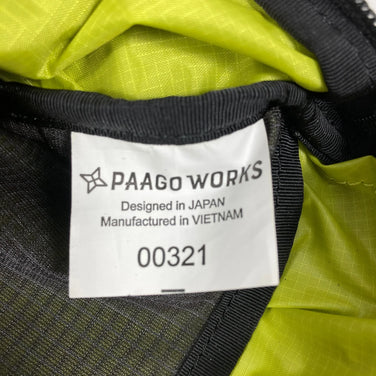 PAAGO WORKS
Designed in JAPAN
Manufactured in VIETNAM
00321